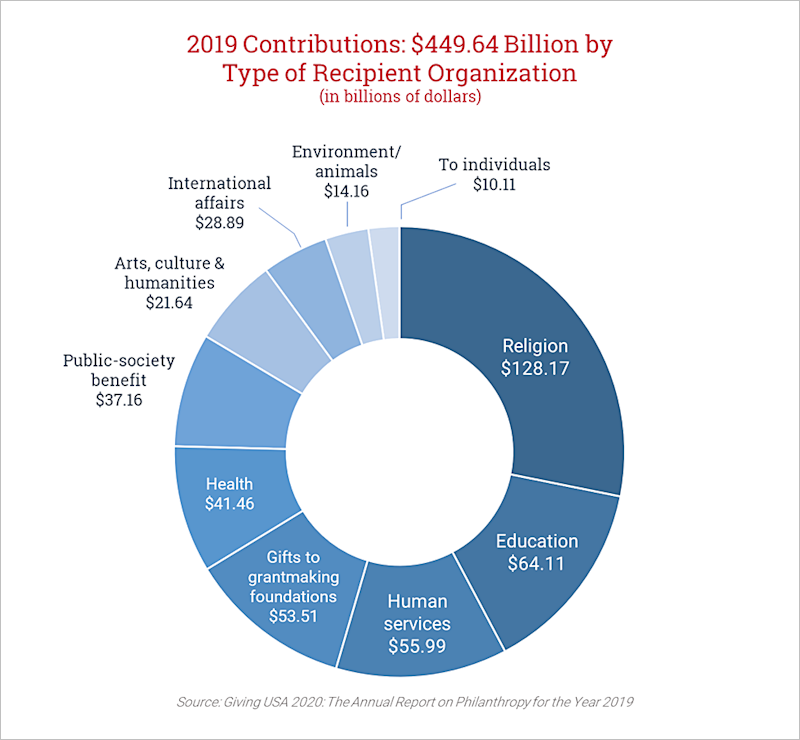 2019 Contributions: $449.64 Billion by
Type of Recipient Organization
(in billions of dollars)
Environment/
animals
$14.16
To individuals
$10.11
International
affairs
$28.89
Arts, culture &
humanities
$21.64
Public-society
benefit
$37.16
Religion
$128.17
Health
$41.46
Education
$64.11
Gifts to
grantmaking
foundations
$53.51
Human
services
$55.99
Source: Giving USA 2020: The Annual Report on Philanthropy for the Year 2019